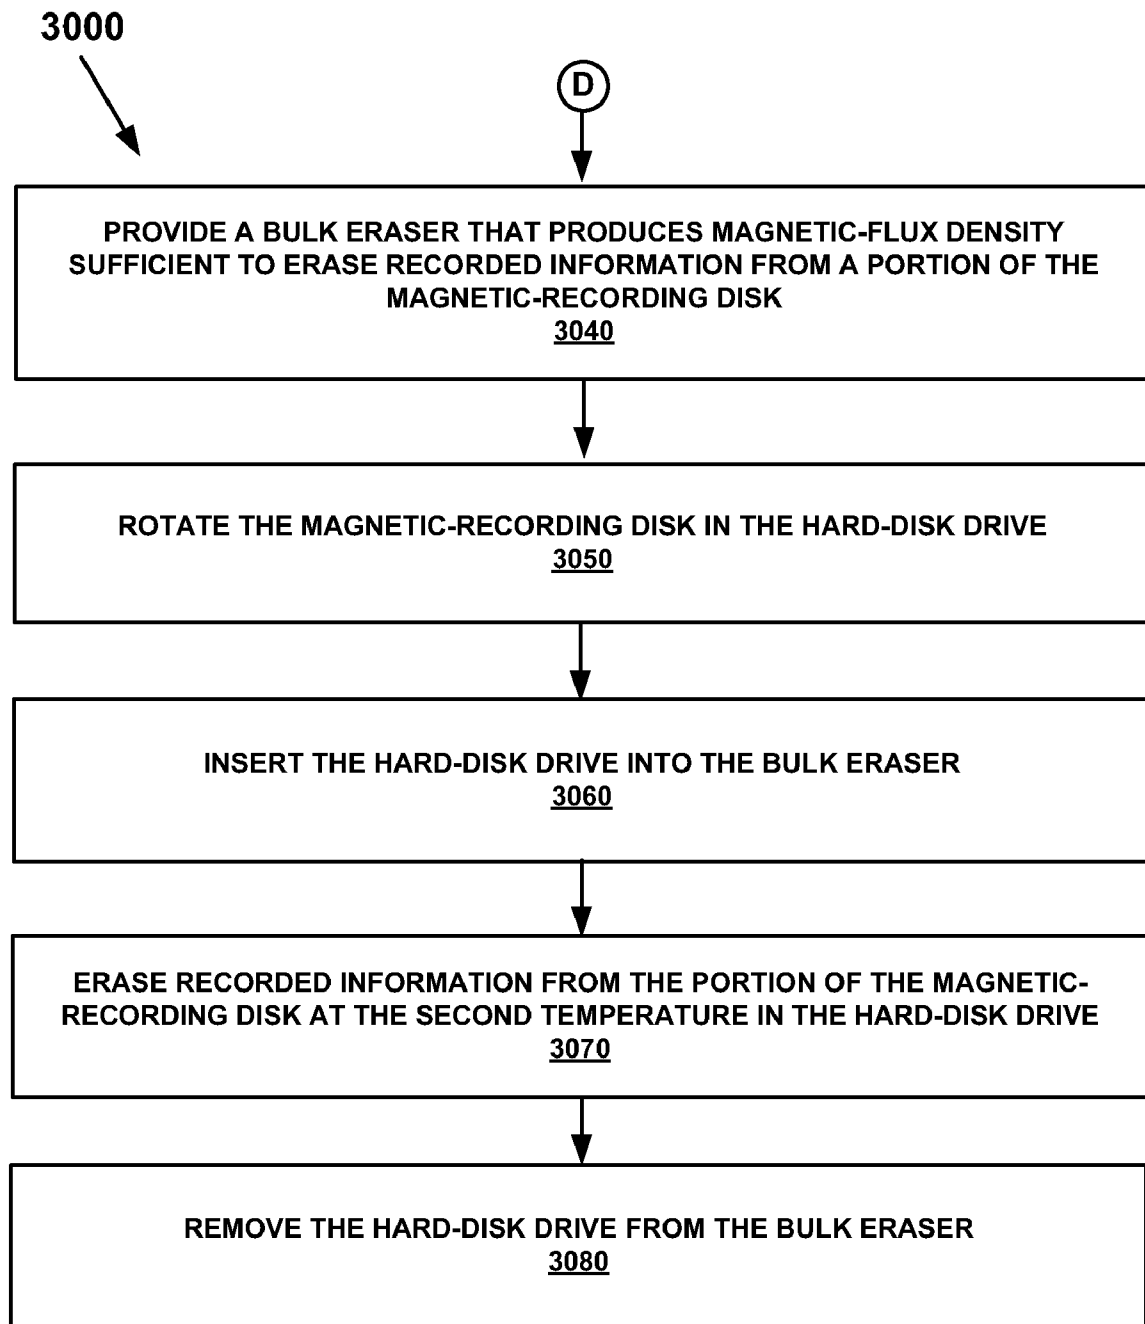 3000
D
PROVIDE A BULK ERASER THAT PRODUCES MAGNETIC-FLUX DENSITY
SUFFICIENT TO ERASE RECORDED INFORMATION FROM A PORTION OF THE
MAGNETIC-RECORDING DISK
3040
ROTATE THE MAGNETIC-RECORDING DISK IN THE HARD-DISK DRIVE
3050
INSERT THE HARD-DISK DRIVE INTO THE BULK ERASER
3060
ERASE RECORDED INFORMATION FROM THE PORTION OF THE MAGNETIC-
RECORDING DISK AT THE SECOND TEMPERATURE IN THE HARD-DISK DRIVE
3070
REMOVE THE HARD-DISK DRIVE FROM THE BULK ERASER
3080